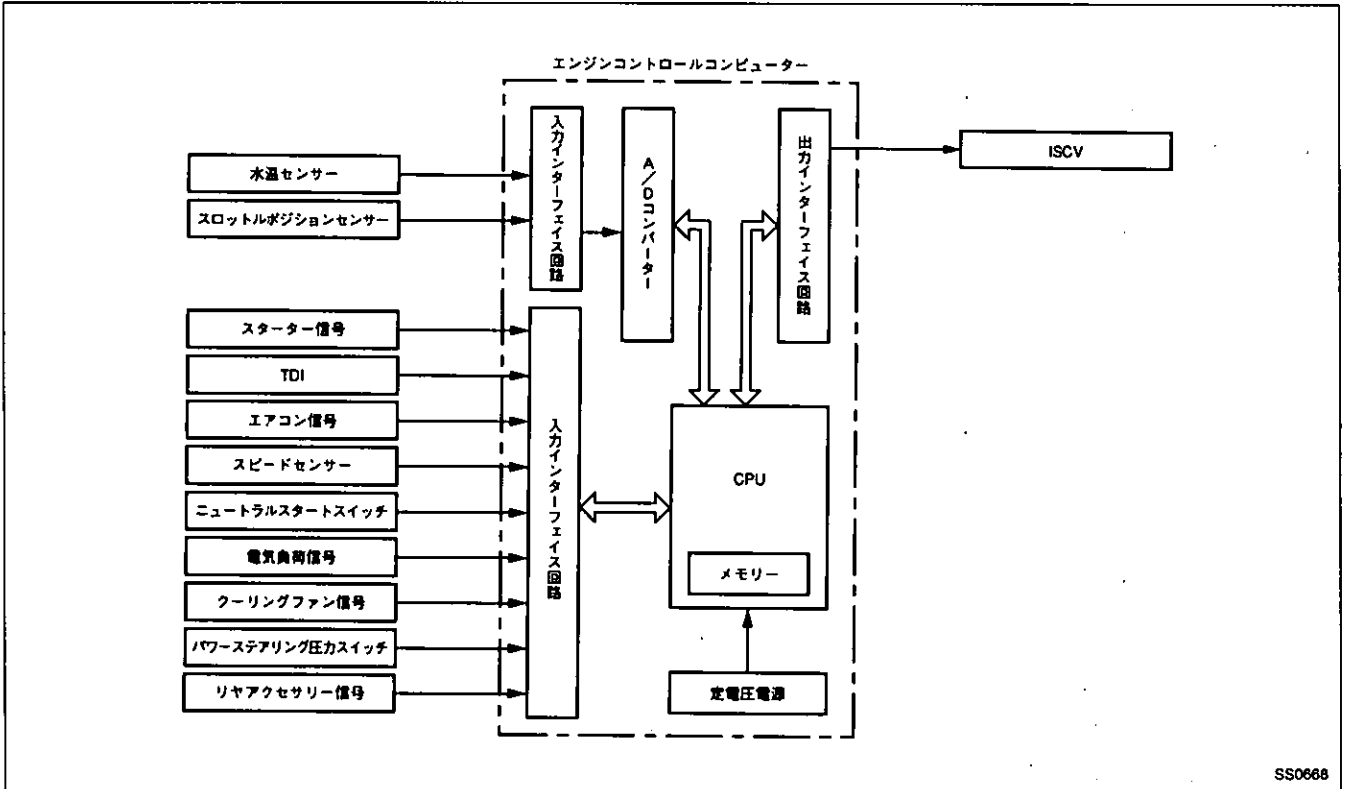 エンジンコントロールコンピューター
水温センサー
スロットルポジションセンサー
スターター信号
TDI
エアコン信号
スピードセンサー
ニュートラルスタートスイッチ
電気負荷信号
クーリングファン信号
パワーステアリング圧力スイッチ
リヤアクセサリー信号
入力インターフェイス回路
入力インターフェイス回路
A/Dコンバーター
出力インターフェイス回路
CPU
メモリー
定電圧電源
ISCV
SS0668